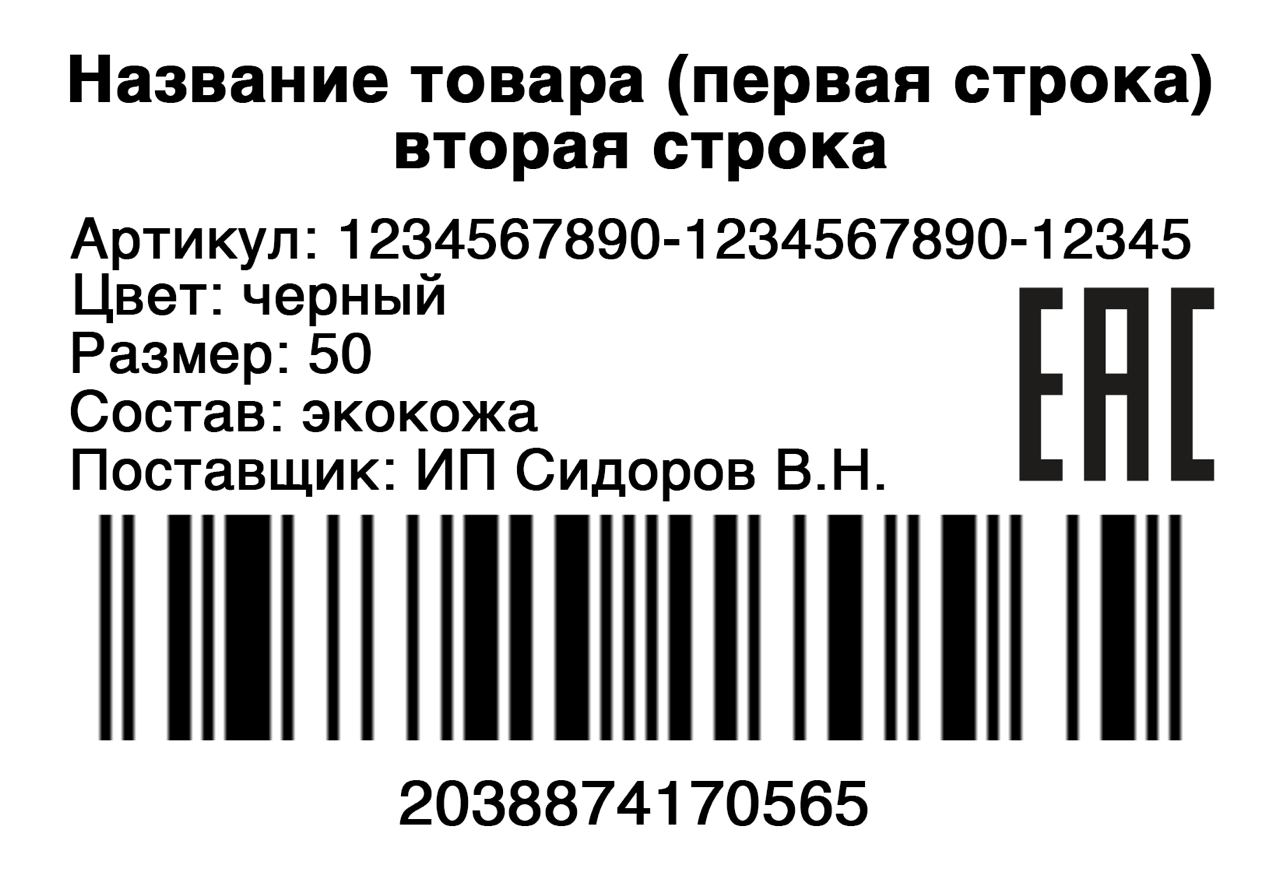 Название товара (первая строка)
вторая строка
Артикул: 1234567890-1234567890-12345
Цвет: черный
Размер: 50
Состав: экокожа
Поставщик: ИП Сидоров В.Н.
EAC
2038874170565